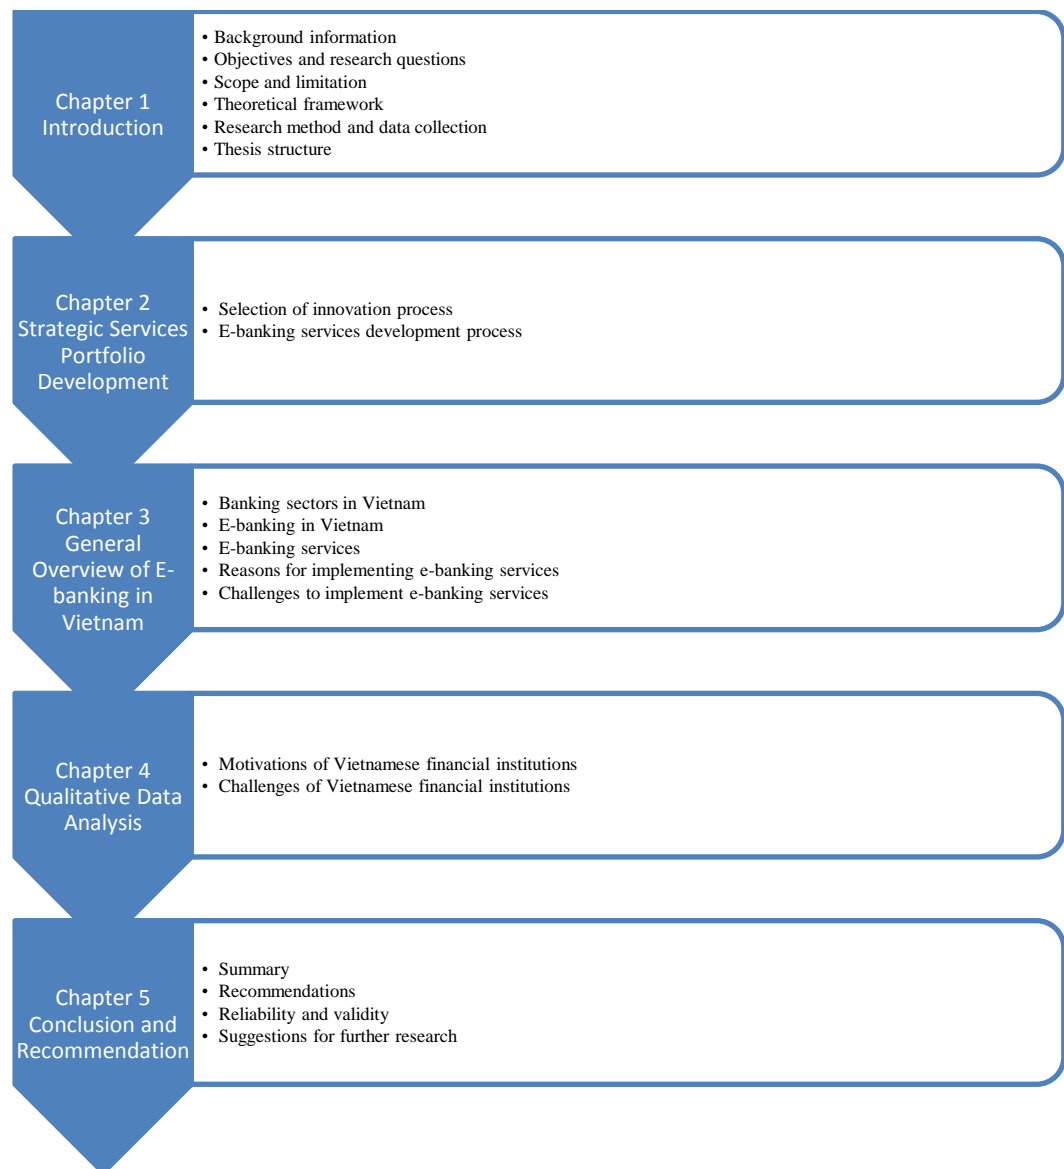 Chapter 1
Introduction
• Background information
• Objectives and research questions
• Scope and limitation
• Theoretical framework
• Research method and data collection
• Thesis structure
Chapter 2
Strategic Services
Portfolio
Development
• Selection of innovation process
• E-banking services development process
Chapter 3
General
Overview of E-
banking in
Vietnam
• Banking sectors in Vietnam
• E-banking in Vietnam
• E-banking services
• Reasons for implementing e-banking services
• Challenges to implement e-banking services
Chapter 4
Qualitative Data
Analysis
• Motivations of Vietnamese financial institutions
• Challenges of Vietnamese financial institutions
Chapter 5
Conclusion and
Recommendation
• Summary
• Recommendations
• Reliability and validity
• Suggestions for further research